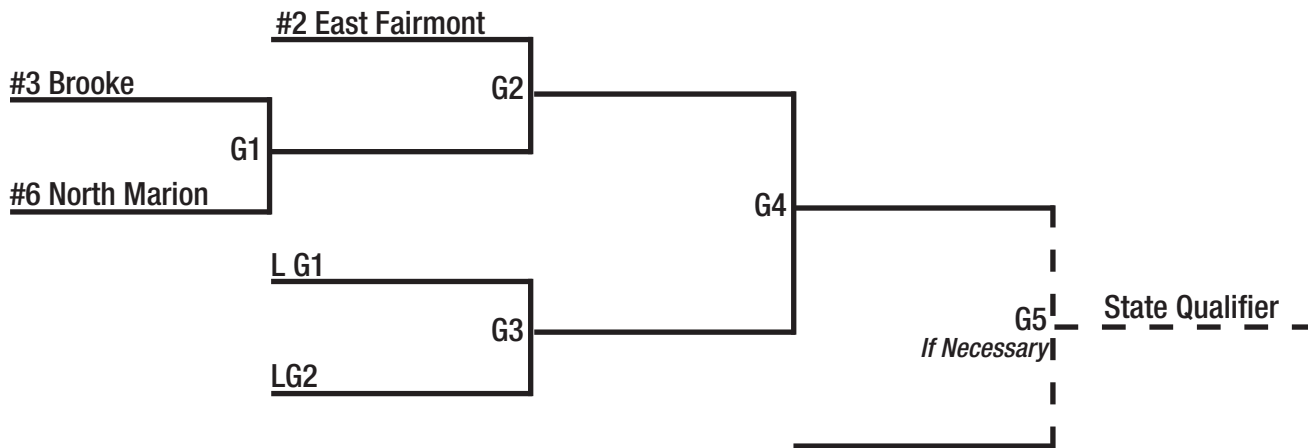 #2 East Fairmont
#3 Brooke
G2
G1
#6 North Marion
G4
L G1
G3
G5
State Qualifier
If Necessary
LG2